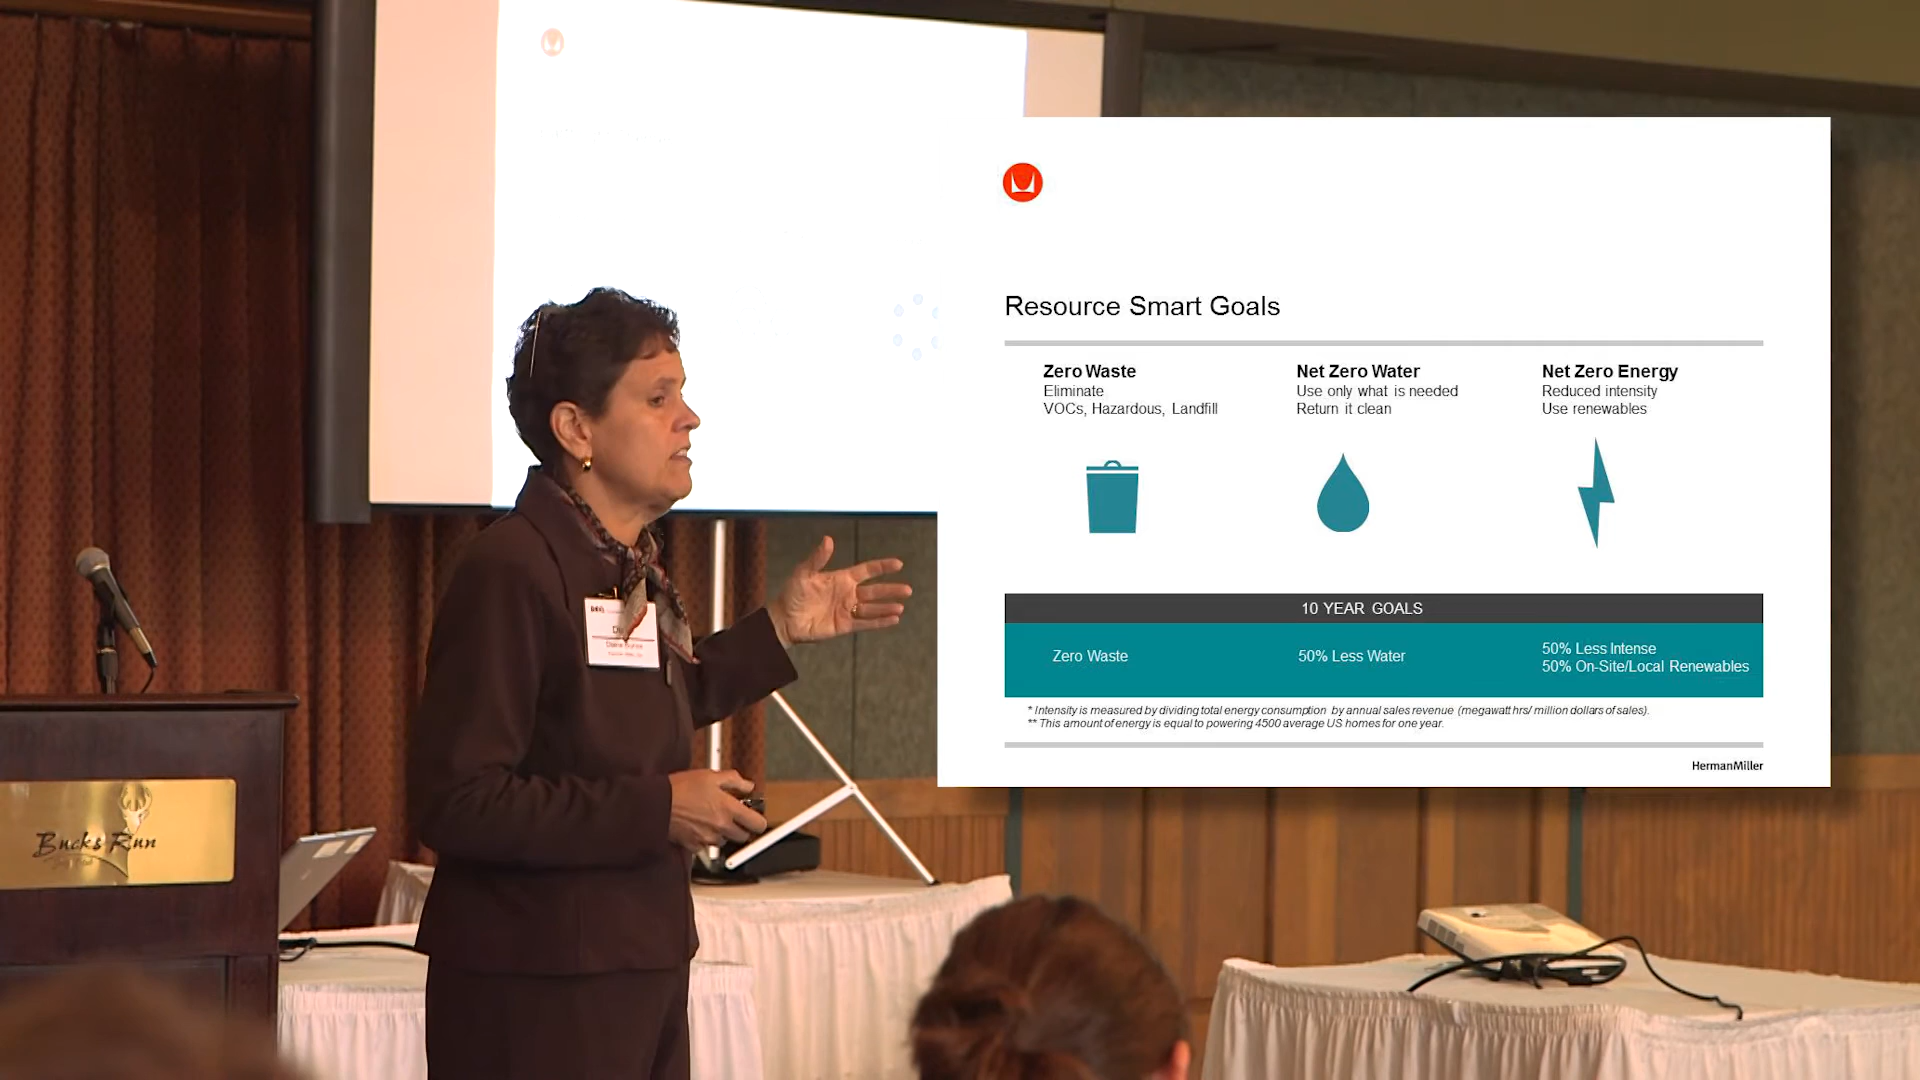 Resource Smart Goals
Zero Waste
Eliminate
VOCs, Hazardous, Landfill
Net Zero Water
Use only what is needed
Return it clean
Net Zero Energy
Reduced intensity
Use renewables
10 YEAR GOALS
Zero Waste
50% Less Water
50% Less Intense
50% On-Site/Local Renewables
* Intensity is measured by dividing total energy consumption by annual sales revenue (megawatt hrs/ million dollars of sales).
** This amount of energy is equal to powering 4500 average US homes for one year.
HermanMiller
Bucks Run